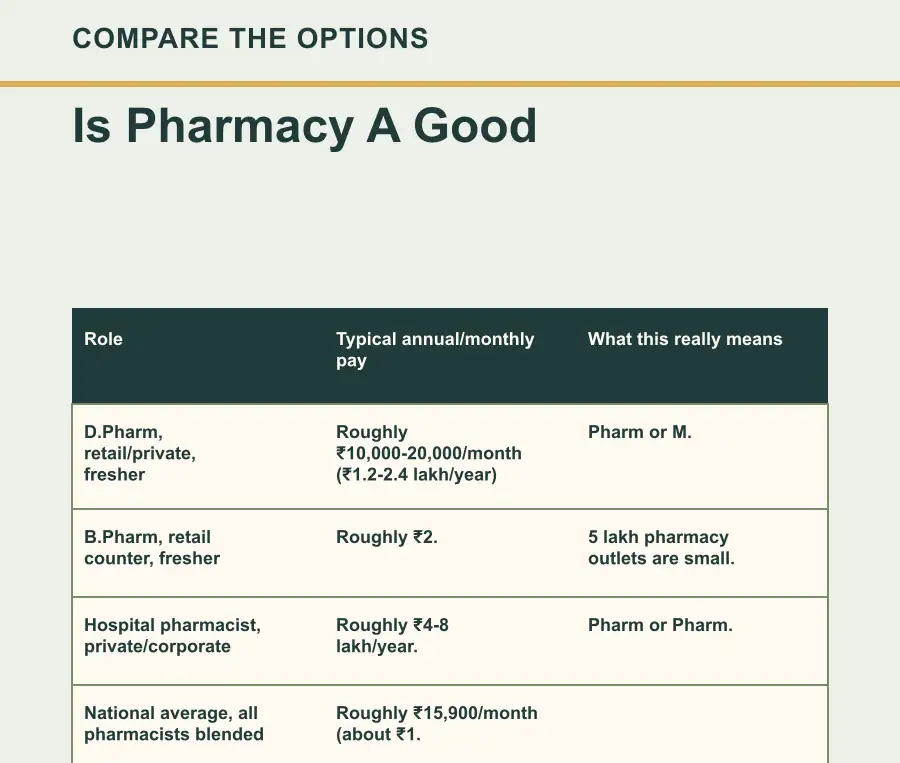 COMPARE THE OPTIONS
Is Pharmacy A Good
Role
Typical annual/monthly
pay
What this really means
D.Pharm,
retail/private,
fresher
Roughly
₹10,000-20,000/month
(₹1.2-2.4 lakh/year)
Pharm or M.
B.Pharm, retail
counter, fresher
Roughly ₹2.
5 lakh pharmacy
outlets are small.
Hospital pharmacist,
private/corporate
Roughly ₹4-8
lakh/year.
Pharm or Pharm.
National average, all
pharmacists blended
Roughly ₹15,900/month
(about ₹1.